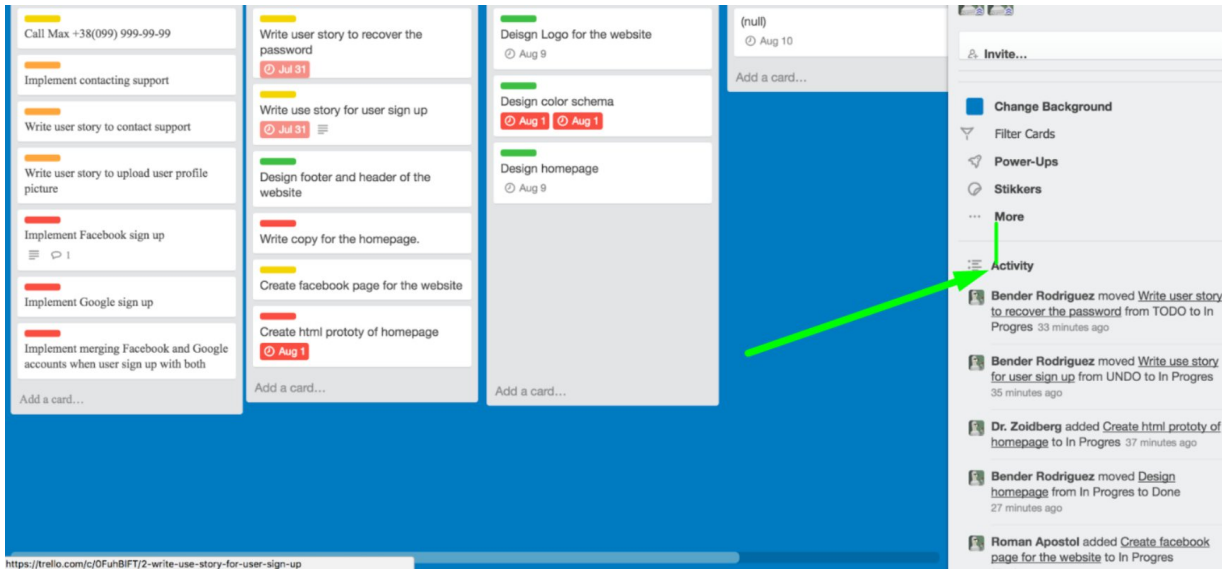 Call Max +38(099) 999-99-99
Implement contacting support
Write user story to contact support
Write user story to upload user profile
picture
Implement Facebook sign up
1
Implement Google sign up
Implement merging Facebook and Google
accounts when user sign up with both
Add a card...
Write user story to recover the
password
Jul 31
Write use story for user sign up
Jul 31
Design footer and header of the
website
Write copy for the homepage.
Create facebook page for the website
Create html prototy of homepage
Aug 1
Add a card...
Deisgn Logo for the website
Aug 9
Design color schema
Aug 1 Aug 1
Design homepage
Aug 9
Add a card...
(null)
Aug 10
Add a card...
Invite...
Change Background
Filter Cards
Power-Ups
Stikkers
... More
Activity
Bender Rodriguez moved Write user story
to recover the password from TODO to In
Progres 33 minutes ago
Bender Rodriguez moved Write use story
for user sign up from UNDO to In Progres
35 minutes ago
Dr. Zoidberg added Create html prototy of
homepage to In Progres 37 minutes ago
Bender Rodriguez moved Design
homepage from In Progres to Done
27 minutes ago
Roman Apostol added Create facebook
page for the website to In Progres
https://trello.com/c/0FuhBlFT/2-write-use-story-for-user-sign-up